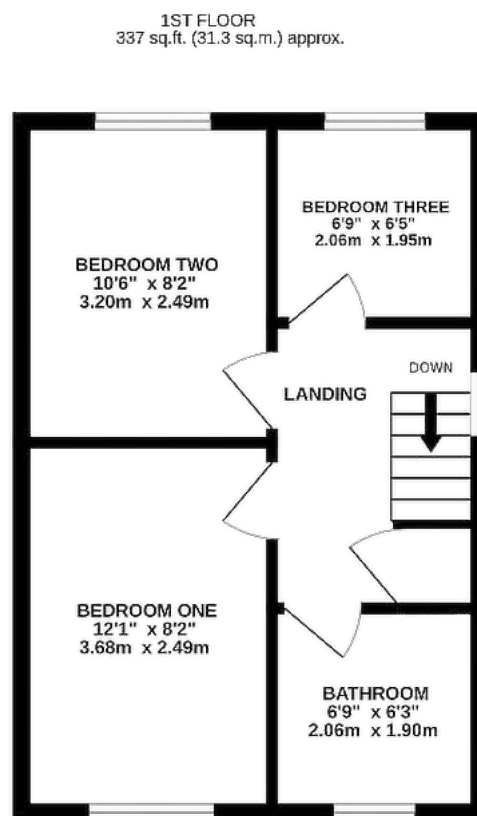 1ST FLOOR
337 sq.ft. (31.3 sq.m.) approx.
BEDROOM THREE
6'9" x 6'5"
2.06m x 1.95m
BEDROOM TWO
10'6" x 8'2"
3.20m x 2.49m
DOWN
LANDING
BEDROOM ONE
12'1" x 8'2"
3.68m x 2.49m
BATHROOM
6'9" x 6'3"
2.06m x 1.90m